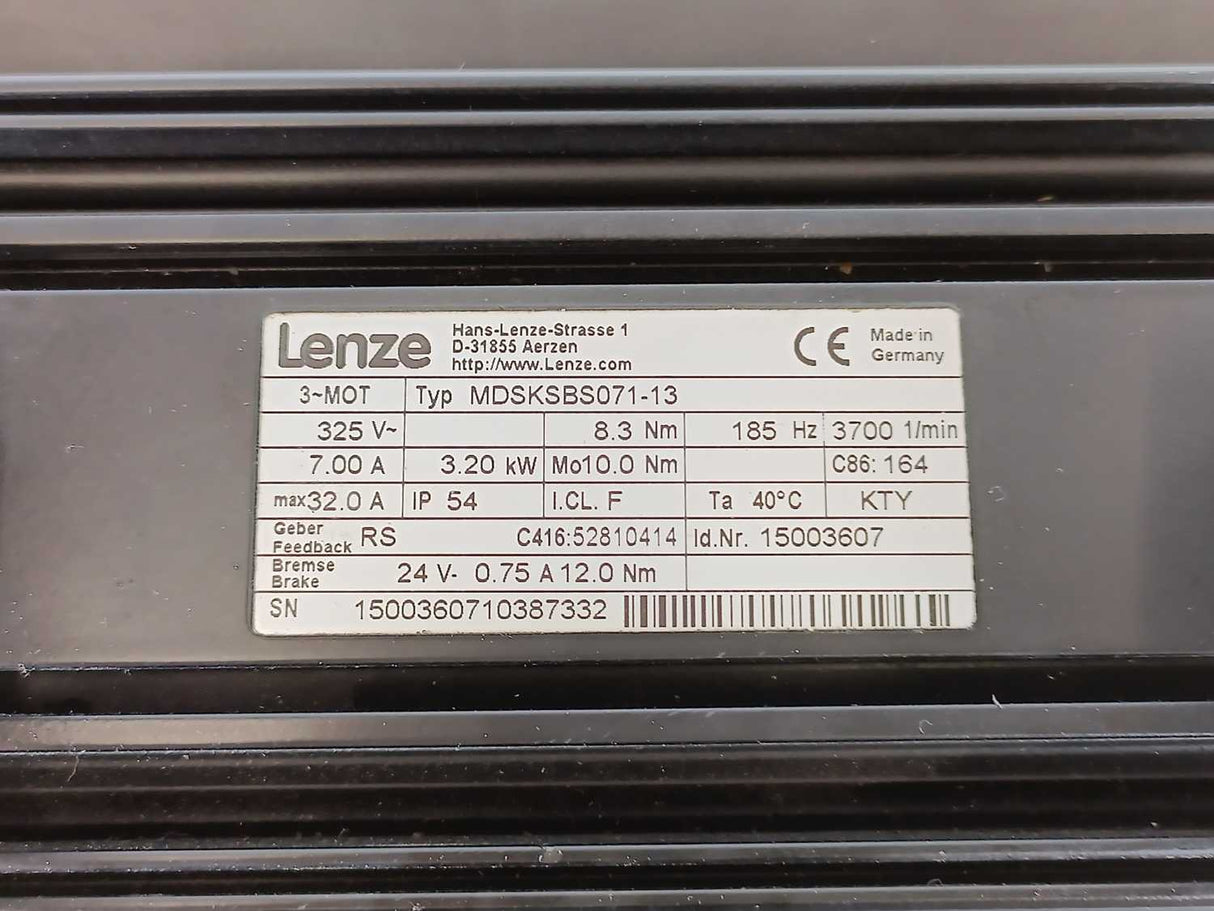 Lenze
Hans-Lenze-Strasse 1
D-31855 Aerzen
http://www.Lenze.com
CE
Made in
Germany
3~MOT Typ MDSKSBS071-13
325 V~ 8.3 Nm 185 Hz 3700 1/min
7.00 A 3.20 kW Mo10.0 Nm C86: 164
max32.0 A IP 54 I.CL. F Ta 40°C KTY
Geber
Feedback RS C416:52810414 Id.Nr. 15003607
Bremse
Brake 24 V- 0.75 A 12.0 Nm
SN 1500360710387332